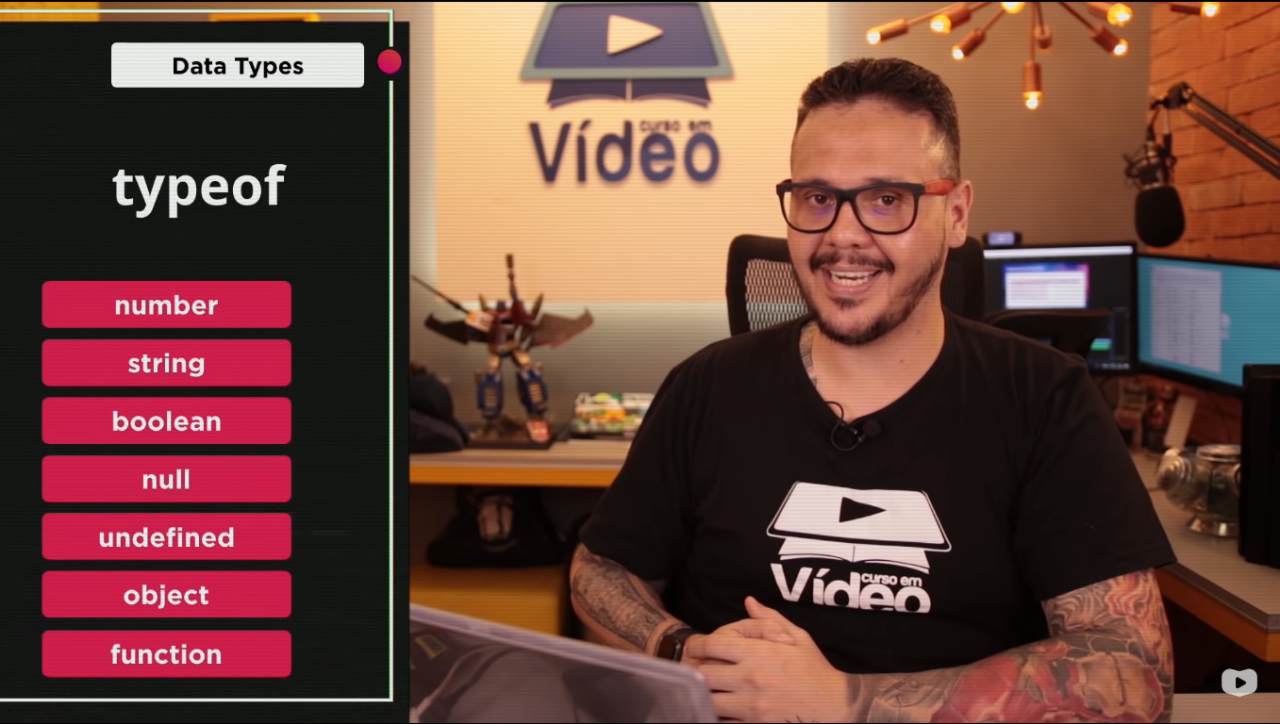 Data Types
typeof
number
string
boolean
null
undefined
object
function
curso em
Vídeo
curso em
Vídeo